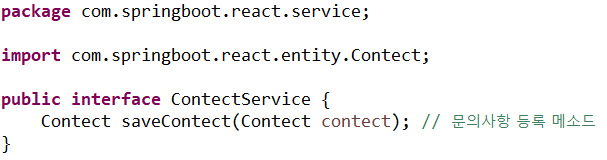 package com.springboot.react.service;
import com.springboot.react.entity.Contect;
public interface ContectService {
    Contect saveContect(Contect contect); // 문의사항 등록 메소드
}